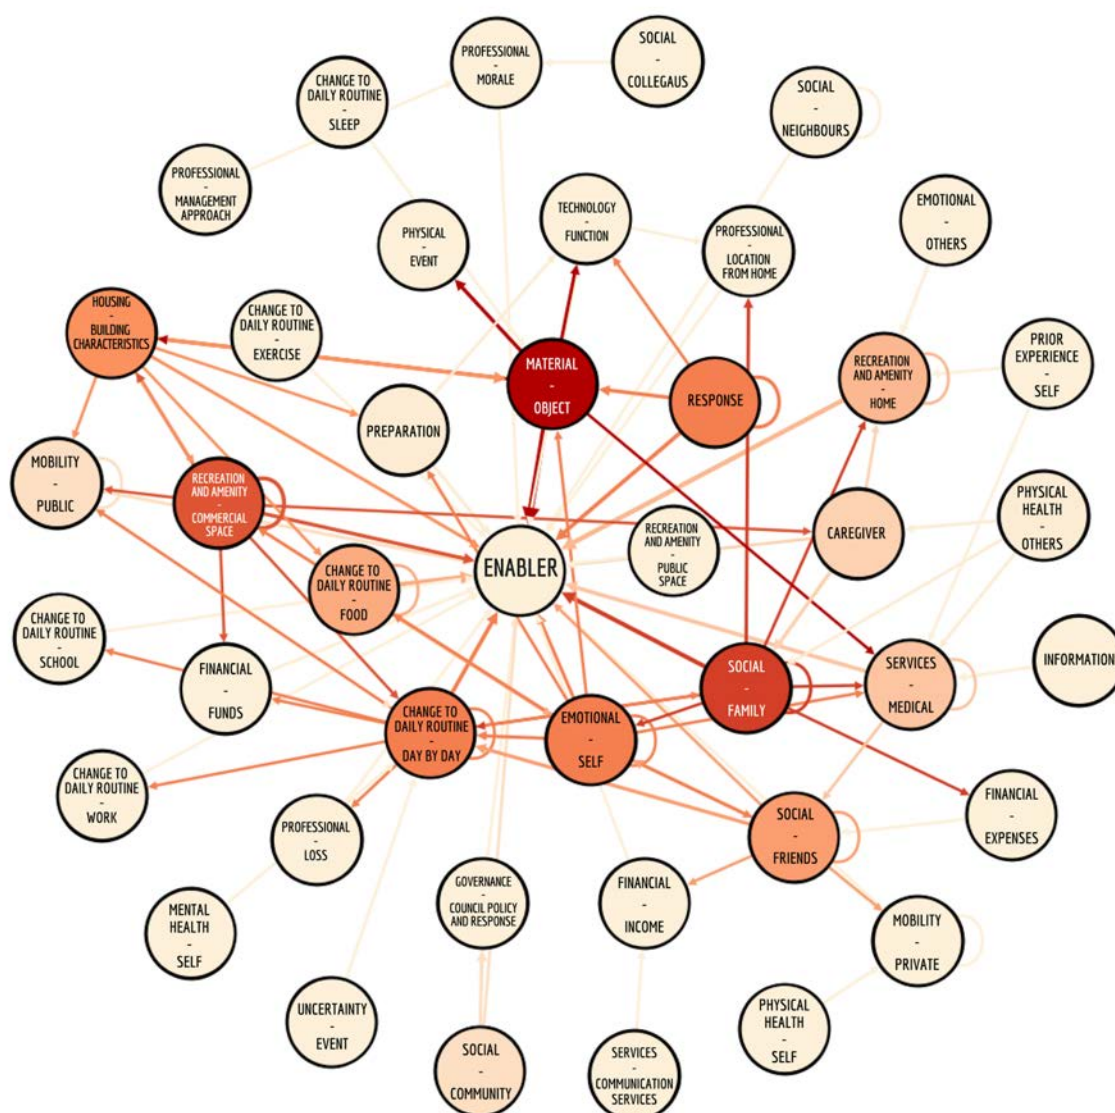 SOCIAL
-
COLLEGAUS
PROFESSIONAL
-
MORALE
CHANGE TO
DAILY ROUTINE
-
SLEEP
SOCIAL
-
NEIGHBOURS
PROFESSIONAL
-
MANAGEMENT
APPROACH
EMOTIONAL
-
OTHERS
TECHNOLOGY
-
FUNCTION
PHYSICAL
-
EVENT
PROFESSIONAL
-
LOCATION
FROM HOME
HOUSING
-
BUILDING
CHARACTERISTICS
CHANGE TO
DAILY ROUTINE
-
EXERCISE
PRIOR
EXPERIENCE
-
SELF
RECREATION
AND AMENITY
-
HOME
MATERIAL
-
OBJECT
RESPONSE
PREPARATION
MOBILITY
-
PUBLIC
RECREATION
AND AMENITY
-
COMMERCIAL
SPACE
PHYSICAL
HEALTH
-
OTHERS
CAREGIVER
RECREATION
AND AMENITY
-
PUBLIC
SPACE
ENABLER
CHANGE TO
DAILY ROUTINE
-
FOOD
CHANGE TO
DAILY ROUTINE
-
SCHOOL
FINANCIAL
-
FUNDS
SOCIAL
-
FAMILY
SERVICES
-
MEDICAL
INFORMATION
CHANGE TO
DAILY ROUTINE
-
DAY BY DAY
EMOTIONAL
-
SELF
CHANGE TO
DAILY ROUTINE
-
WORK
PROFESSIONAL
-
LOSS
SOCIAL
-
FRIENDS
FINANCIAL
-
EXPENSES
GOVERNANCE
-
COUNCIL POLICY
AND RESPONSE
FINANCIAL
-
INCOME
MENTAL
HEALTH
-
SELF
MOBILITY
-
PRIVATE
UNCERTAINTY
-
EVENT
PHYSICAL
HEALTH
-
SELF
SOCIAL
-
COMMUNITY
SERVICES
-
COMMUNICATION
SERVICES